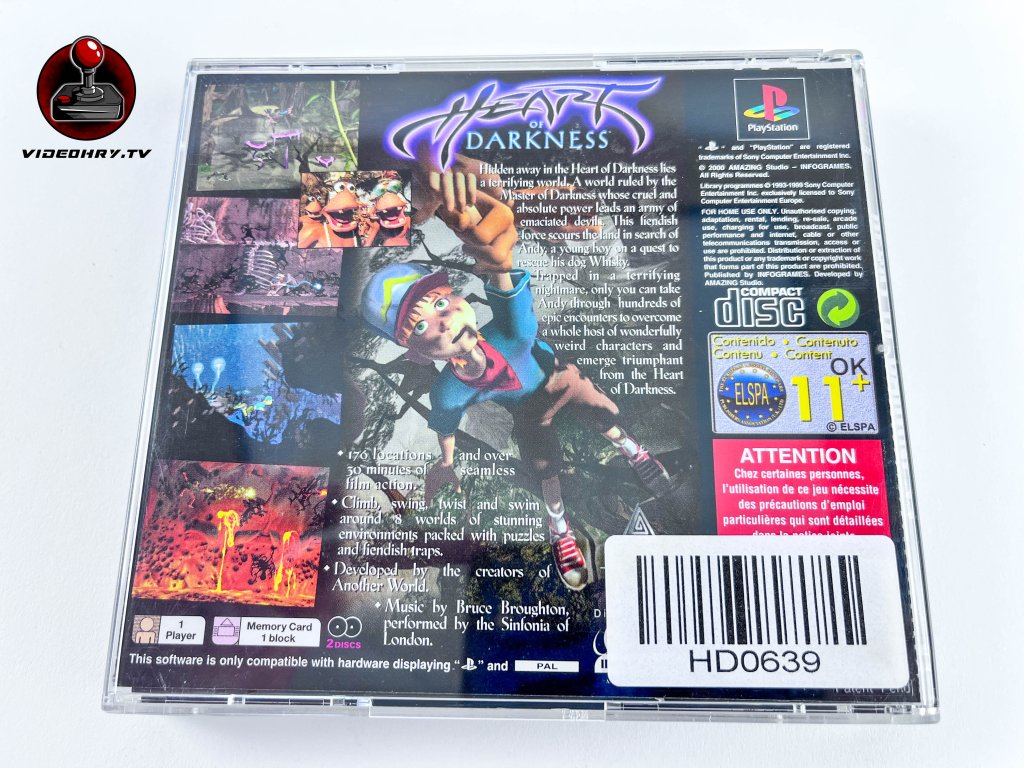 VIDEOHRY.TV
HEART
OF
DARKNESS
Hidden away in the Heart of Darkness lies
a terrifying world. A world ruled by the
Master of Darkness whose cruel and
absolute power leads an army of
emaciated devils. This fiendish
force scours the land in search of
Andy, a young boy on a quest to
rescue his dog Whisky.
Trapped in a terrifying
nightmare, only you can take
Andy through hundreds of
epic encounters to overcome
a whole host of wonderfully
weird characters and
emerge triumphant
from the Heart
of Darkness.
• 176 locations and over
30 minutes of seamless
film action.
• Climb, swing, twist and swim
around 8 worlds of stunning
environments packed with puzzles
and fiendish traps.
• Developed by the creators of
Another World.
• Music by Bruce Broughton,
performed by the Sinfonia of
London.
1
Player
Memory Card
1 block
2 DISCS
This software is only compatible with hardware displaying " " and PAL
PlayStation
" " and "PlayStation" are registered
trademarks of Sony Computer Entertainment Inc.
© 2000 AMAZING Studio – INFOGRAMES.
All Rights Reserved.
Library programmes © 1993-1999 Sony Computer
Entertainment Inc. exclusively licensed to Sony
Computer Entertainment Europe.
FOR HOME USE ONLY. Unauthorised copying,
adaptation, rental, lending, re-sale, arcade
use, charging for use, broadcast, public
performance and internet, cable or other
telecommunications transmission, access or
use are prohibited. Distribution or extraction of
this product or any trademark or copyright work
that forms part of this product are prohibited.
Published by INFOGRAMES. Developed by
AMAZING Studio.
COMPACT
disc
Contenido • Contenuto
Contenu • Content
ELSPA
OK
11+
© ELSPA
ATTENTION
Chez certaines personnes,
l'utilisation de ce jeu nécessite
des précautions d'emploi
particulières qui sont détaillées
dans la notice jointe
HD0639